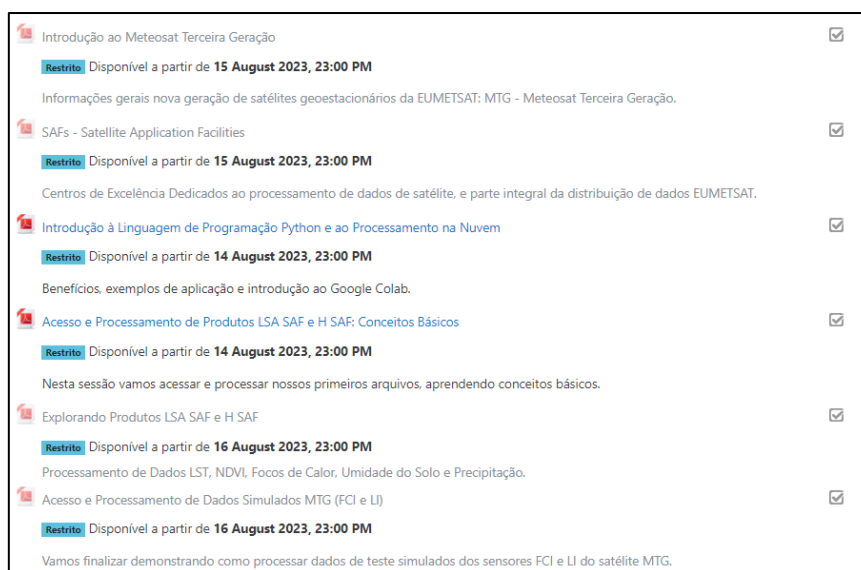 Introdução ao Meteosat Terceira Geração
Restrito Disponível a partir de 15 August 2023, 23:00 PM
Informações gerais nova geração de satélites geoestacionários da EUMETSAT: MTG - Meteosat Terceira Geração.
SAFs - Satellite Application Facilities
Restrito Disponível a partir de 15 August 2023, 23:00 PM
Centros de Excelência Dedicados ao processamento de dados de satélite, e parte integral da distribuição de dados EUMETSAT.
Introdução à Linguagem de Programação Python e ao Processamento na Nuvem
Restrito Disponível a partir de 14 August 2023, 23:00 PM
Benefícios, exemplos de aplicação e introdução ao Google Colab.
Acesso e Processamento de Produtos LSA SAF e H SAF: Conceitos Básicos
Restrito Disponível a partir de 14 August 2023, 23:00 PM
Nesta sessão vamos acessar e processar nossos primeiros arquivos, aprendendo conceitos básicos.
Explorando Produtos LSA SAF e H SAF
Restrito Disponível a partir de 16 August 2023, 23:00 PM
Processamento de Dados LST, NDVI, Focos de Calor, Umidade do Solo e Precipitação.
Acesso e Processamento de Dados Simulados MTG (FCI e LI)
Restrito Disponível a partir de 16 August 2023, 23:00 PM
Vamos finalizar demonstrando como processar dados de teste simulados dos sensores FCI e LI do satélite MTG.